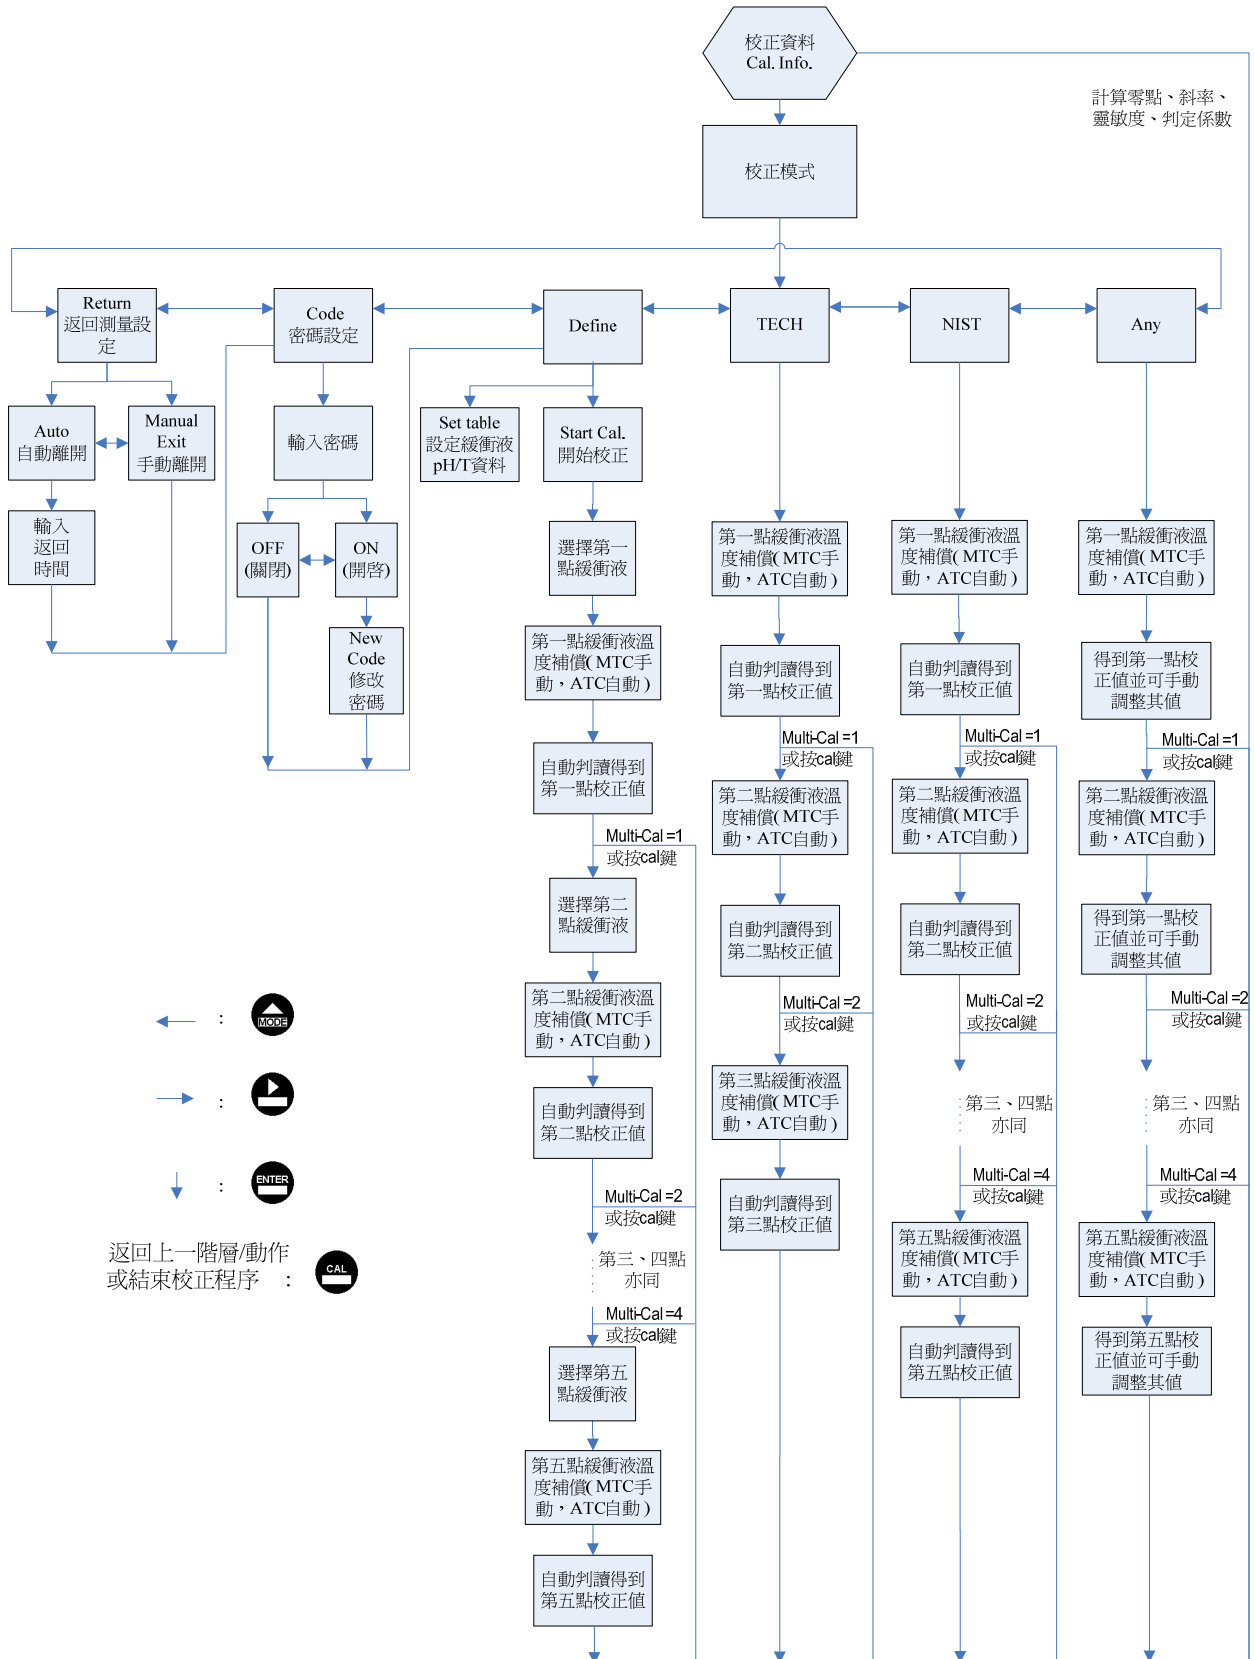 校正資料
Cal. Info.
計算零點、斜率、
靈敏度、判定係數
校正模式
Return
返回測量設
定
Code
密碼設定
Define
TECH
NIST
Any
Auto
自動離開
Manual
Exit
手動離開
輸入
返回
時間
輸入密碼
OFF
(關閉)
ON
(開啓)
New
Code
修改
密碼
Set table
設定緩衝液
pH/T資料
Start Cal.
開始校正
選擇第一
點緩衝液
第一點緩衝液溫
度補償(MTC手
動，ATC自動)
自動判讀得到
第一點校正值
Multi-Cal=1
或按cal鍵
選擇第二
點緩衝液
第二點緩衝液溫
度補償(MTC手
動，ATC自動)
自動判讀得到
第二點校正值
Multi-Cal=2
或按cal鍵
第三、四點
亦同
Multi-Cal=4
或按cal鍵
選擇第五
點緩衝液
第五點緩衝液溫
度補償(MTC手
動，ATC自動)
自動判讀得到
第五點校正值
第一點緩衝液溫
度補償(MTC手
動，ATC自動)
自動判讀得到
第一點校正值
Multi-Cal=1
或按cal鍵
第二點緩衝液溫
度補償(MTC手
動，ATC自動)
自動判讀得到
第二點校正值
Multi-Cal=2
或按cal鍵
第三點緩衝液溫
度補償(MTC手
動，ATC自動)
自動判讀得到
第三點校正值
第一點緩衝液溫
度補償(MTC手
動，ATC自動)
自動判讀得到
第一點校正值
Multi-Cal=1
或按cal鍵
第二點緩衝液溫
度補償(MTC手
動，ATC自動)
自動判讀得到
第二點校正值
Multi-Cal=2
或按cal鍵
第三、四點
亦同
Multi-Cal=4
或按cal鍵
第五點緩衝液溫
度補償(MTC手
動，ATC自動)
自動判讀得到
第五點校正值
第一點緩衝液溫
度補償(MTC手
動，ATC自動)
得到第一點校
正值並可手動
調整其值
Multi-Cal=1
或按cal鍵
第二點緩衝液溫
度補償(MTC手
動，ATC自動)
得到第一點校
正值並可手動
調整其值
Multi-Cal=2
或按cal鍵
第三、四點
亦同
Multi-Cal=4
或按cal鍵
第五點緩衝液溫
度補償(MTC手
動，ATC自動)
得到第五點校
正值並可手動
調整其值
: MODE
:
: ENTER
返回上一階層/動作
或結束校正程序 : CAL